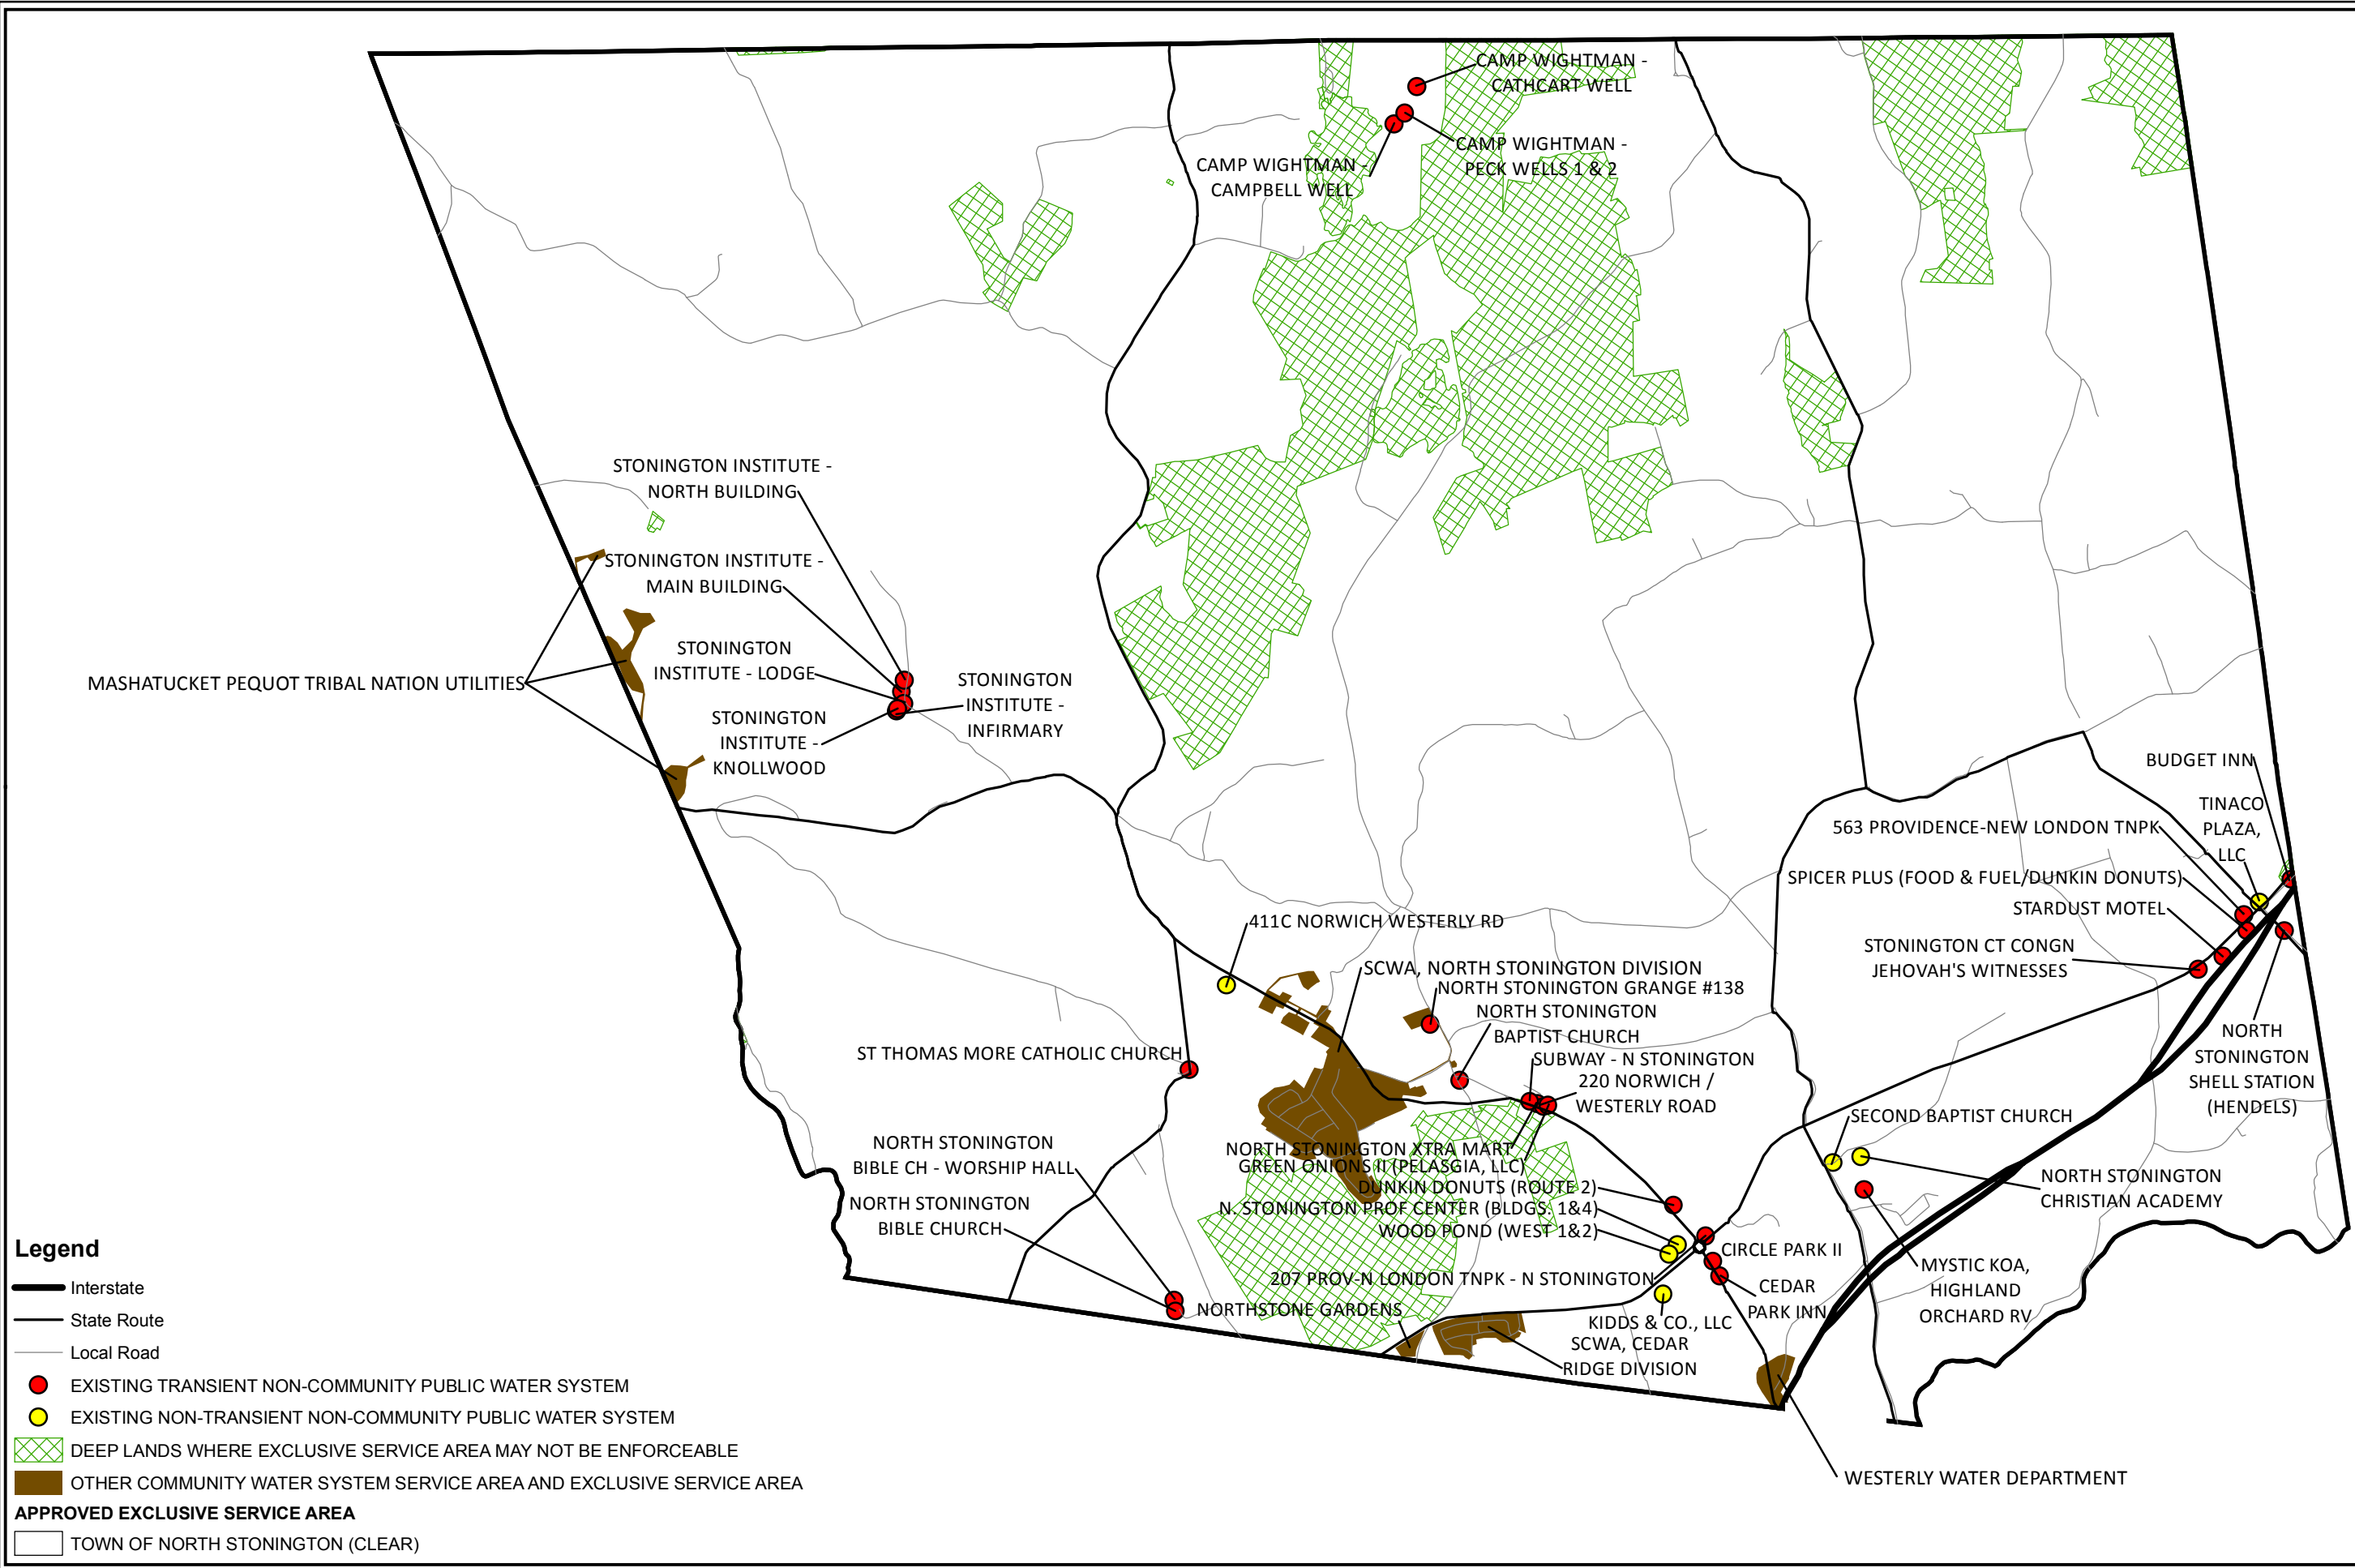 CAMP WIGHTMAN -
CATHCART WELL
CAMP WIGHTMAN -
PECK WELLS 1 & 2
CAMP WIGHTMAN -
CAMPBELL WELL
STONINGTON INSTITUTE -
NORTH BUILDING
STONINGTON INSTITUTE -
MAIN BUILDING
STONINGTON
INSTITUTE - LODGE
MASHATUCKET PEQUOT TRIBAL NATION UTILITIES
STONINGTON
INSTITUTE -
INFIRMARY
STONINGTON
INSTITUTE -
KNOLLWOOD
BUDGET INN
TINACO
PLAZA,
LLC
563 PROVIDENCE-NEW LONDON TNPK
SPICER PLUS (FOOD & FUEL/DUNKIN DONUTS)
STARDUST MOTEL
STONINGTON CT CONGN
JEHOVAH'S WITNESSES
411C NORWICH WESTERLY RD
SCWA, NORTH STONINGTON DIVISION
NORTH STONINGTON GRANGE #138
NORTH STONINGTON
BAPTIST CHURCH
SUBWAY - N STONINGTON
220 NORWICH /
WESTERLY ROAD
NORTH
STONINGTON
SHELL STATION
(HENDELS)
ST THOMAS MORE CATHOLIC CHURCH
SECOND BAPTIST CHURCH
NORTH STONINGTON
BIBLE CH - WORSHIP HALL
NORTH STONINGTON XTRA MART
GREEN ONIONS II (PELASGIA, LLC)
DUNKIN DONUTS (ROUTE 2)
N. STONINGTON PROF CENTER (BLDGS. 1&4)
WOOD POND (WEST 1&2)
NORTH STONINGTON
CHRISTIAN ACADEMY
NORTH STONINGTON
BIBLE CHURCH
CIRCLE PARK II
207 PROV-N LONDON TNPK - N STONINGTON
CEDAR
PARK INN
MYSTIC KOA,
HIGHLAND
ORCHARD RV
NORTHSTONE GARDENS
KIDDS & CO., LLC
SCWA, CEDAR
RIDGE DIVISION
WESTERLY WATER DEPARTMENT
Legend
Interstate
State Route
Local Road
EXISTING TRANSIENT NON-COMMUNITY PUBLIC WATER SYSTEM
EXISTING NON-TRANSIENT NON-COMMUNITY PUBLIC WATER SYSTEM
DEEP LANDS WHERE EXCLUSIVE SERVICE AREA MAY NOT BE ENFORCEABLE
OTHER COMMUNITY WATER SYSTEM SERVICE AREA AND EXCLUSIVE SERVICE AREA
APPROVED EXCLUSIVE SERVICE AREA
TOWN OF NORTH STONINGTON (CLEAR)